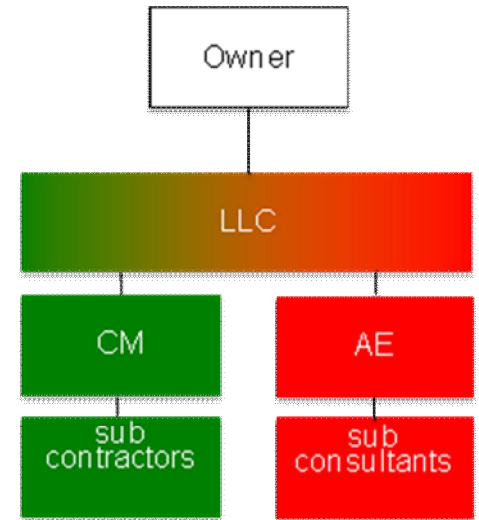 Owner
LLC
CM
AE
sub
contractors
sub
consultants